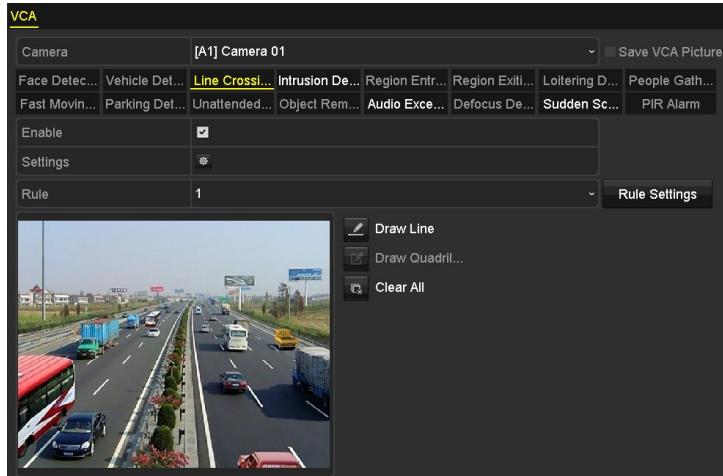 VCA
Camera [A1] Camera 01 Save VCA Picture
Face Detec... Vehicle Det... Line Crossi... Intrusion De... Region Entr... Region Exiti... Loitering D... People Gath...
Fast Movin... Parking Det... Unattended... Object Rem... Audio Exce... Defocus De... Sudden Sc... PIR Alarm
Enable
Settings
Rule 1 Rule Settings
Draw Line
Draw Quadril...
Clear All